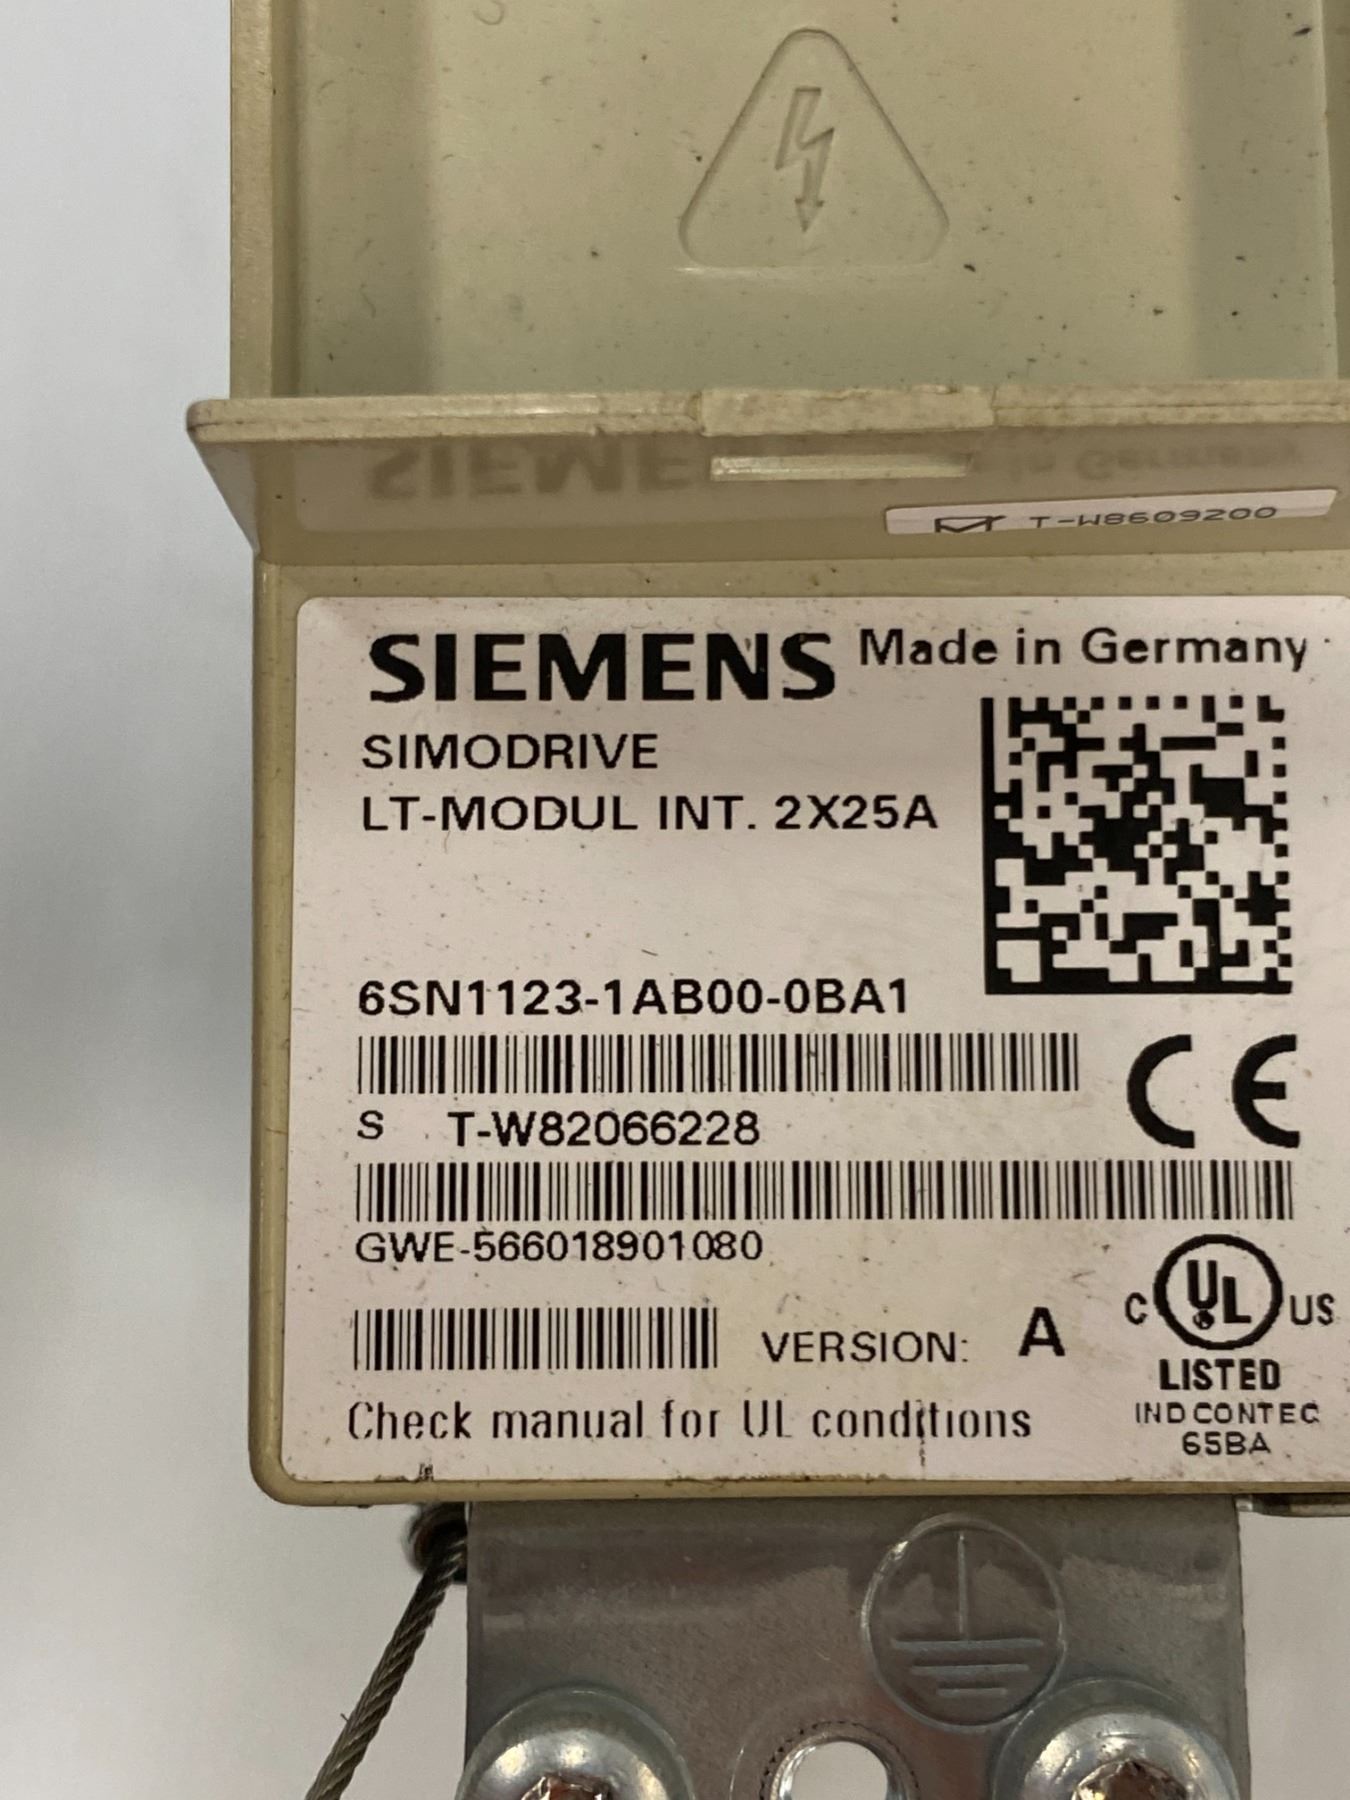 T-W8609200
SIEMENS Made in Germany
SIMODRIVE
LT-MODUL INT. 2X25A
6SN1123-1AB00-0BA1
S T-W82066228
GWE-566018901080
VERSION: A
C UL US
LISTED
IND CONTEQ
65BA
Check manual for UL conditions